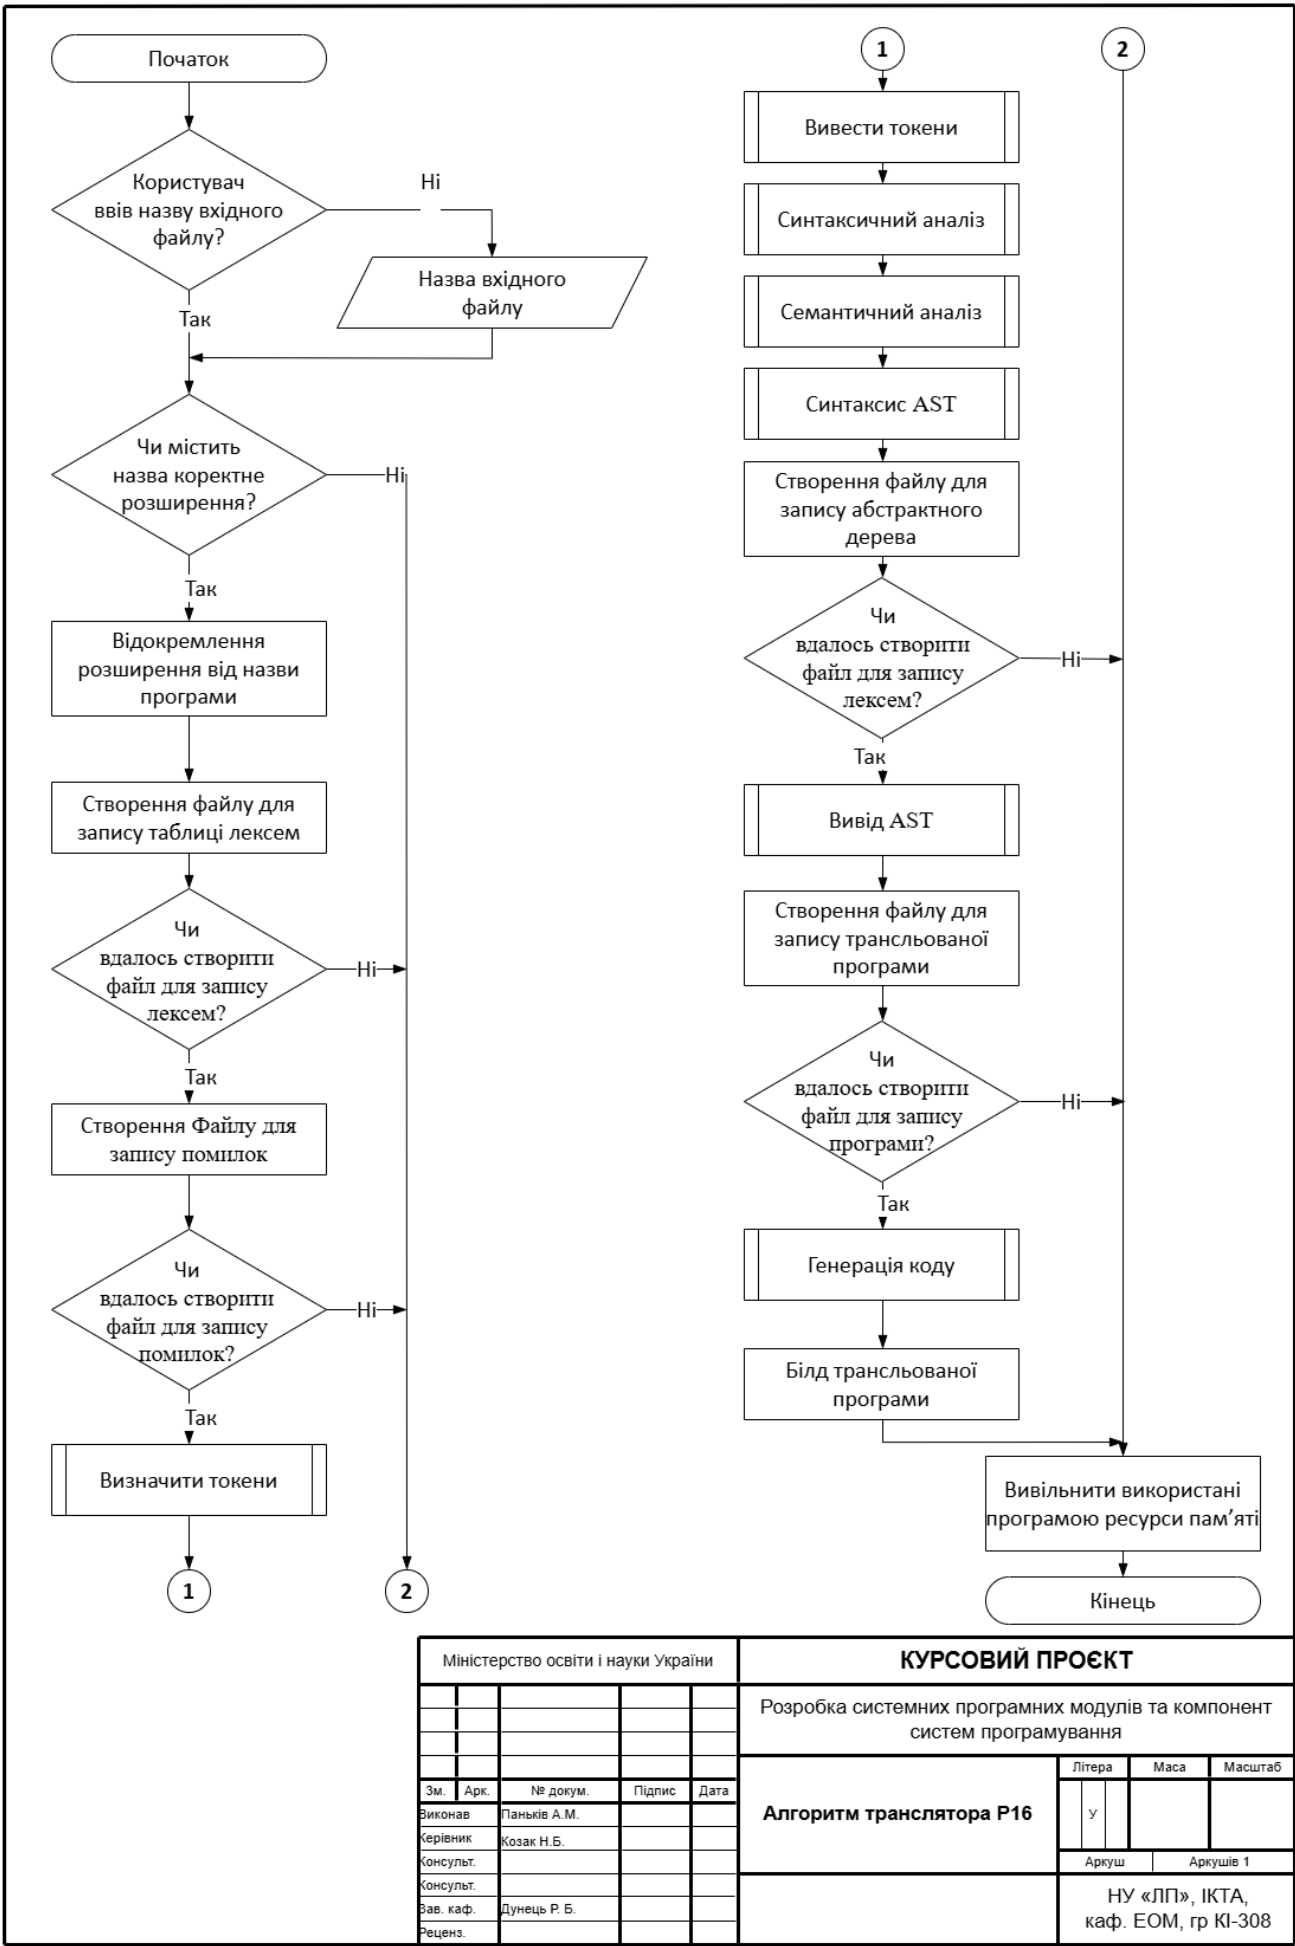 Початок
Користувач
ввів назву вхідного
файлу?
Ні
Назва вхідного
файлу
Так
Чи містить
назва коректне
розширення?
Ні
Так
Відокремлення
розширення від назви
програми
Створення файлу для
запису таблиці лексем
Чи
вдалось створити
файл для запису
лексем?
Ні
Так
Створення Файлу для
запису помилок
Чи
вдалось створити
файл для запису
помилок?
Ні
Так
Визначити токени
1
2
1
2
Вивести токени
Синтаксичний аналіз
Семантичний аналіз
Синтаксис AST
Створення файлу для
запису абстрактного
дерева
Чи
вдалось створити
файл для запису
лексем?
Ні
Так
Вивід AST
Створення файлу для
запису трансльованої
програми
Чи
вдалось створити
файл для запису
програми?
Ні
Так
Генерація коду
Білд трансльованої
програми
Вивільнити використані
програмою ресурси пам’яті
Кінець
Міністерство освіти і науки України
КУРСОВИЙ ПРОЄКТ
Розробка системних програмних модулів та компонент
систем програмування
Зм. Арк. № докум. Підпис Дата
Виконав Паньків А.М.
Керівник Козак Н.Б.
Консульт.
Консульт.
Зав. каф. Дунець Р. Б.
Реценз.
Алгоритм транслятора P16
Літера Маса Масштаб
У
Аркуш Аркушів 1
НУ «ЛП», ІКТА,
каф. ЕОМ, гр КІ-308